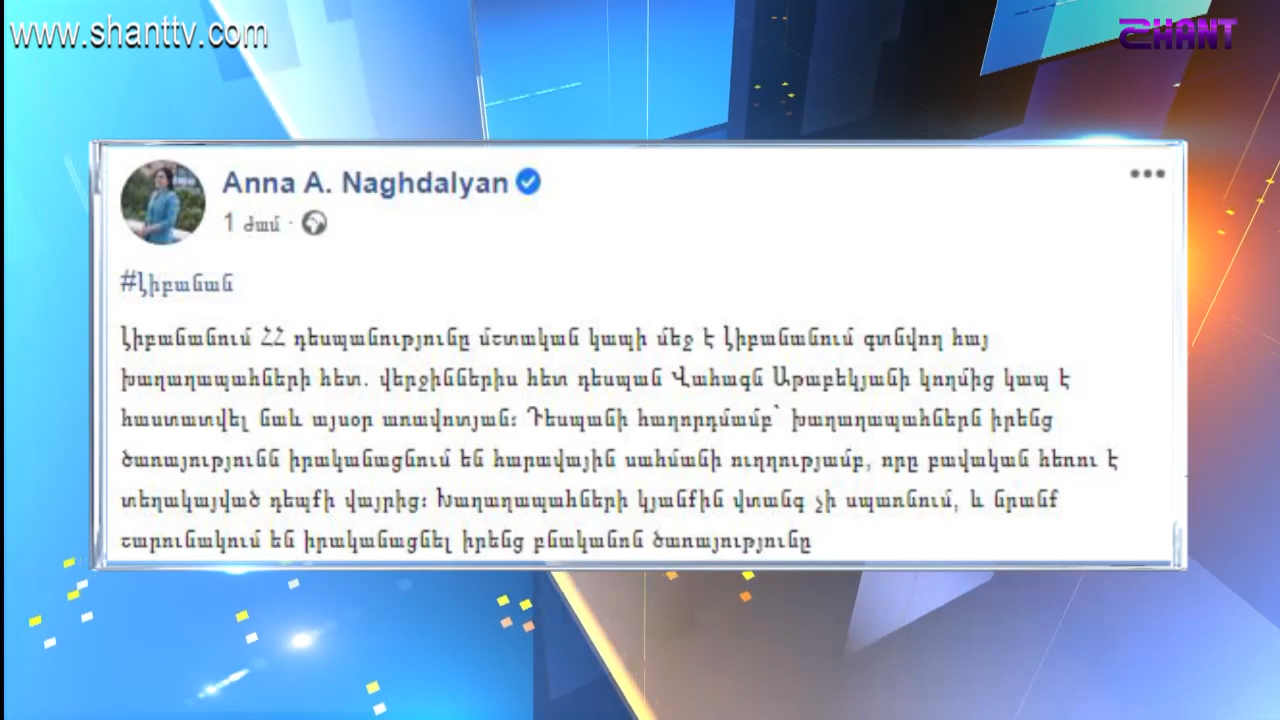 www.shanttv.com
SHANT
Anna A. Naghdalyan
1 ժամ ·
#Լիբանան
Լիբանանում ՀՀ դեսպանությունը մշտական կապի մեջ է Լիբանանում գտնվող հայ
խաղաղապահների հետ. վերջիններիս հետ դեսպան Վահագն Աթաբեկյանի կողմից կապ է
հաստատվել նաև այսօր առավոտյան։ Դեսպանի հաղորդմամբ՝ խաղաղապահներն իրենց
ծառայությունն իրականացնում են հարավային սահմանի ուղղությամբ, որը բավական հեռու է
տեղակայված դեպքի վայրից։ Խաղաղապահների կյանքին վտանգ չի սպառնում, և նրանք
շարունակում են իրականացնել իրենց բնականոն ծառայությունը